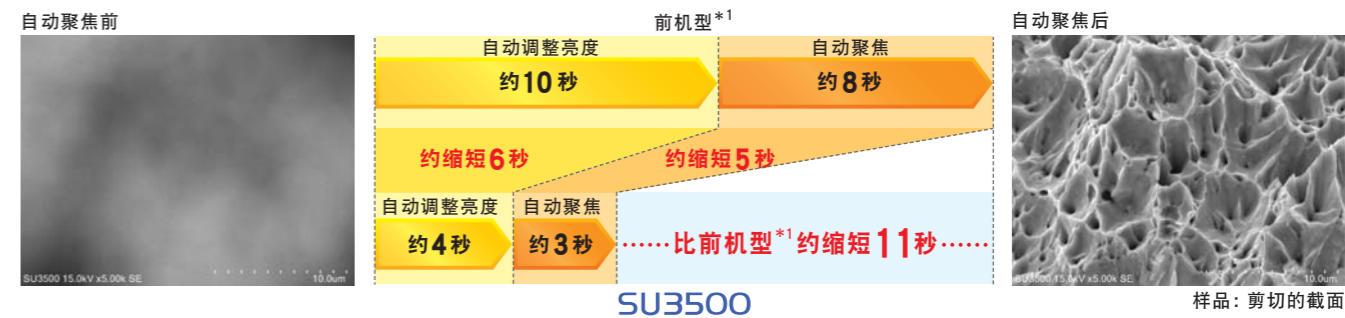 自动聚焦前
前机型*1
自动聚焦后
自动调整亮度
自动聚焦
约10秒
约8秒
约缩短6秒
约缩短5秒
自动调整亮度
自动聚焦
约4秒
约3秒
……比前机型*1约缩短11秒……
SU3500 15.0kV x5.00k SE
10.0um
SU3500 15.0kV x5.00k SE
10.0um
SU3500
样品：剪切的截面